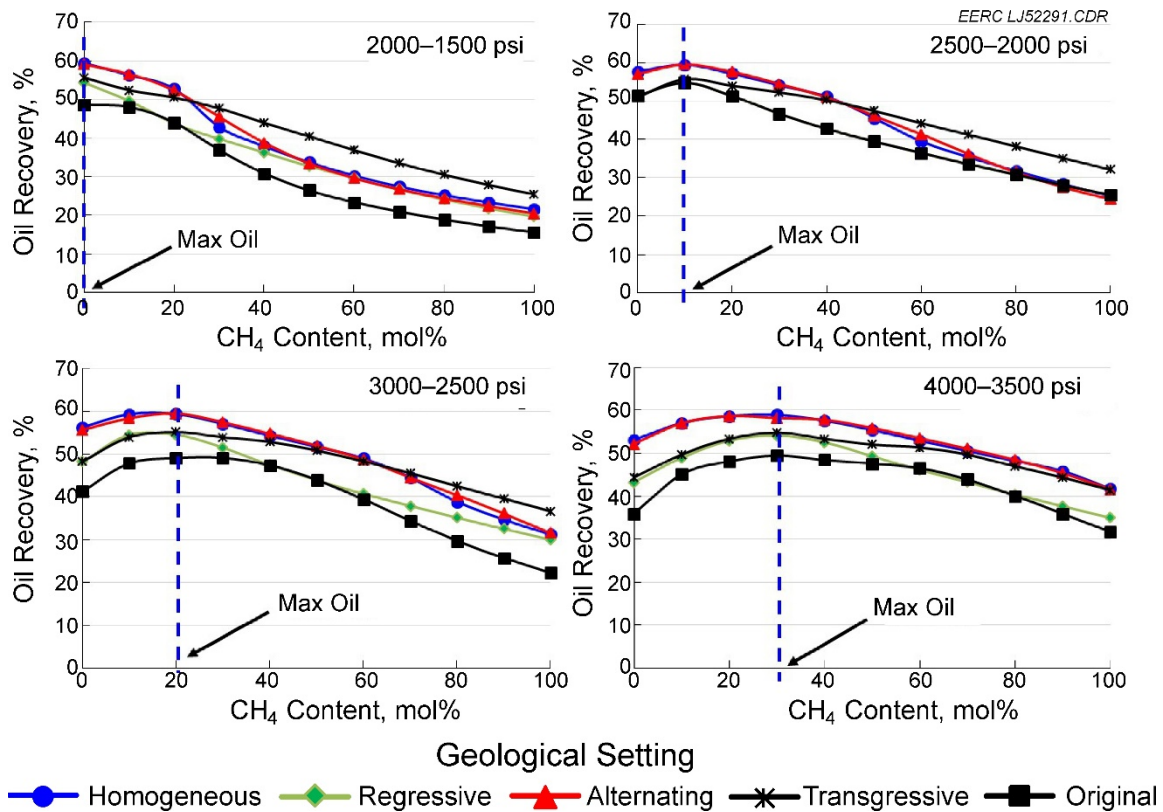 EERC LJ52291.CDR
2000–1500 psi
Oil Recovery, %
70
60
50
40
30
20
10
0
Max Oil
0 20 40 60 80 100
CH₄ Content, mol%
2500–2000 psi
Oil Recovery, %
70
60
50
40
30
20
10
0
Max Oil
0 20 40 60 80 100
CH₄ Content, mol%
3000–2500 psi
Oil Recovery, %
70
60
50
40
30
20
10
0
Max Oil
0 20 40 60 80 100
CH₄ Content, mol%
4000–3500 psi
Oil Recovery, %
70
60
50
40
30
20
10
0
Max Oil
0 20 40 60 80 100
CH₄ Content, mol%
Geological Setting
Homogeneous Regressive Alternating Transgressive Original